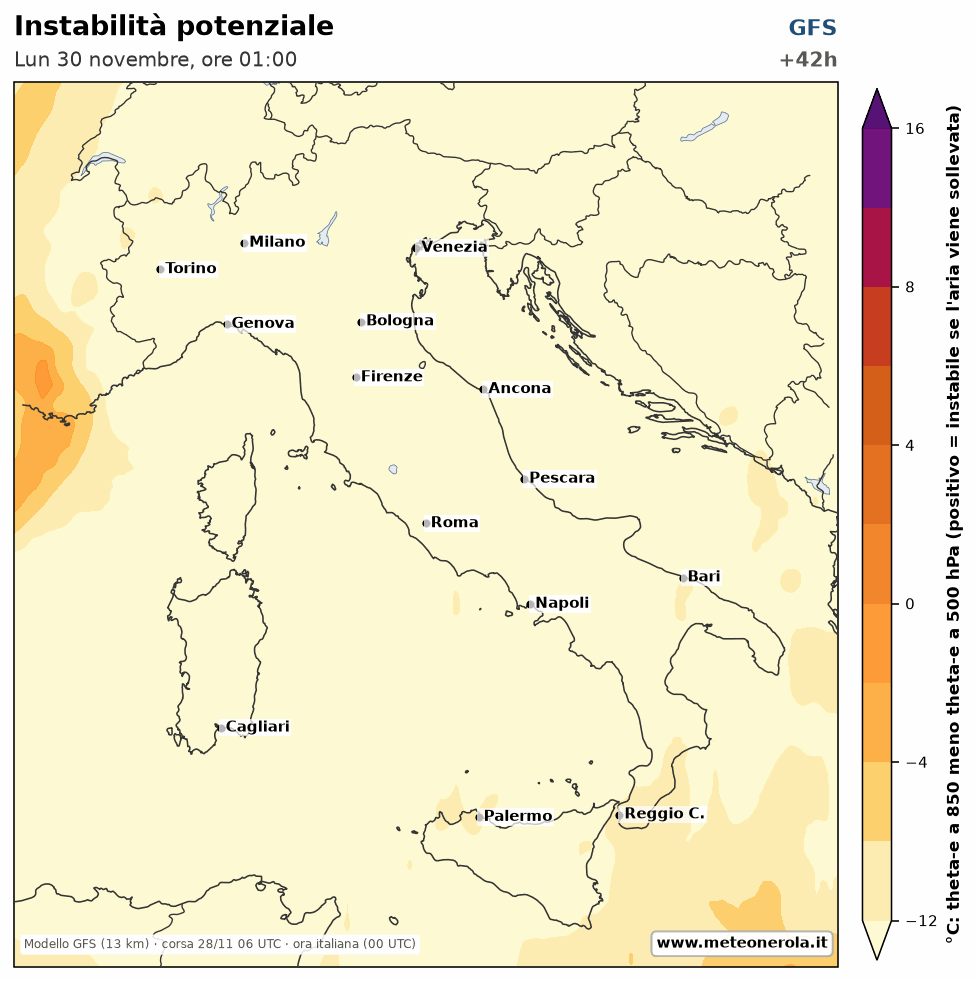 Instabilità potenziale
GFS
Lun 30 novembre, ore 01:00
+42h
Milano
Venezia
Torino
Genova
Bologna
Firenze
Ancona
Pescara
Roma
Bari
Napoli
Cagliari
Palermo
Reggio C.
16
8
4
0
−4
−12
°C: theta-e a 850 meno theta-e a 500 hPa (positivo = instabile se l'aria viene sollevata)
Modello GFS (13 km) · corsa 28/11 06 UTC · ora italiana (00 UTC)
www.meteonerola.it